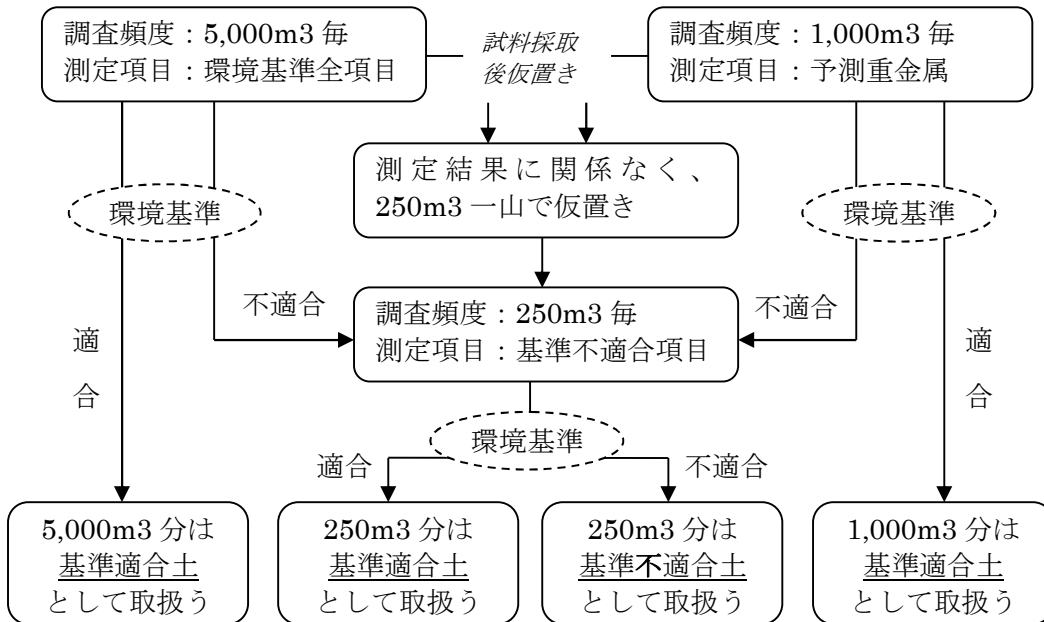 調査頻度：5,000m3 毎
測定項目：環境基準全項目
試料採取
後仮置き
調査頻度：1,000m3 毎
測定項目：予測重金属
測定結果に関係なく、
250m3 一山で仮置き
環境基準
環境基準
不適合
調査頻度：250m3 毎
測定項目：基準不適合項目
不適合
適
合
適
合
環境基準
適合
不適合
5,000m3 分は
基準適合土
として取扱う
250m3 分は
基準適合土
として取扱う
250m3 分は
基準不適合土
として取扱う
1,000m3 分は
基準適合土
として取扱う